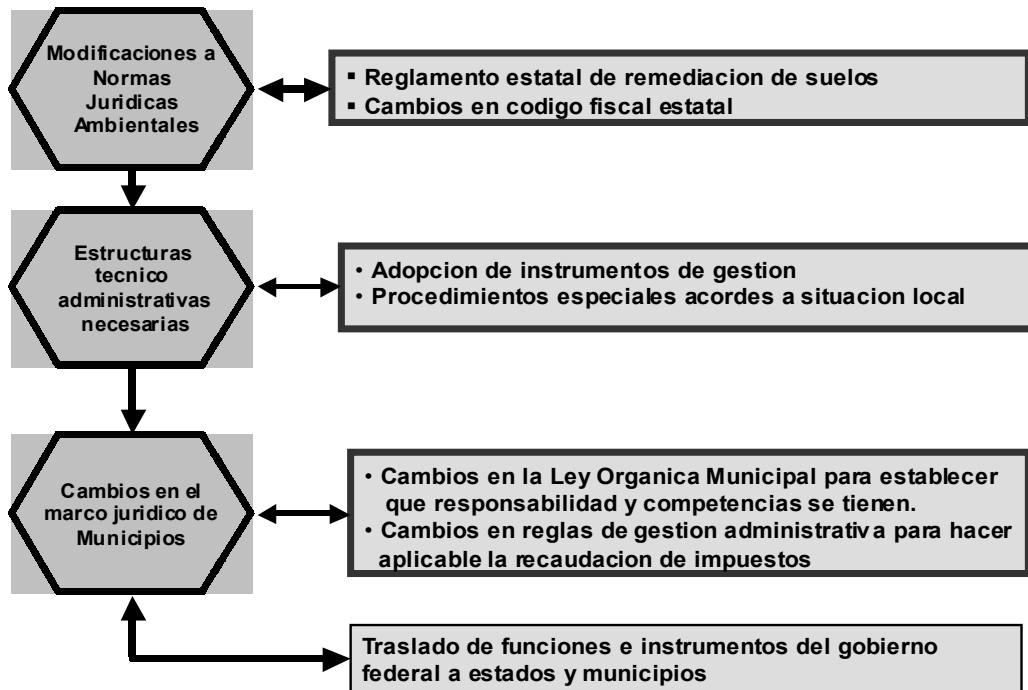 Modificaciones a
Normas
Juridicas
Ambientales
▪ Reglamento estatal de remediacion de suelos
▪ Cambios en codigo fiscal estatal
Estructuras
tecnico
administrativas
necesarias
• Adopcion de instrumentos de gestion
• Procedimientos especiales acordes a situacion local
Cambios en el
marco juridico de
Municipios
• Cambios en la Ley Organica Municipal para establecer
que responsabilidad y competencias se tienen.
• Cambios en reglas de gestion administrativa para hacer
aplicable la recaudacion de impuestos
Traslado de funciones e instrumentos del gobierno
federal a estados y municipios